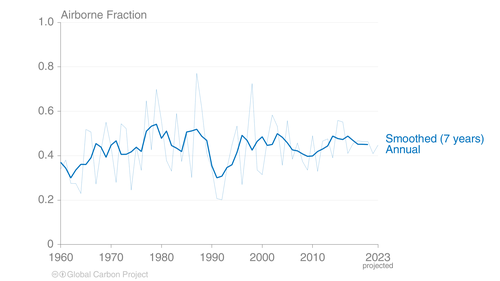 Airborne Fraction
1.0
0.8
0.6
0.4
0.2
0
Smoothed (7 years)
Annual
1960 1970 1980 1990 2000 2010 2023
projected
Global Carbon Project